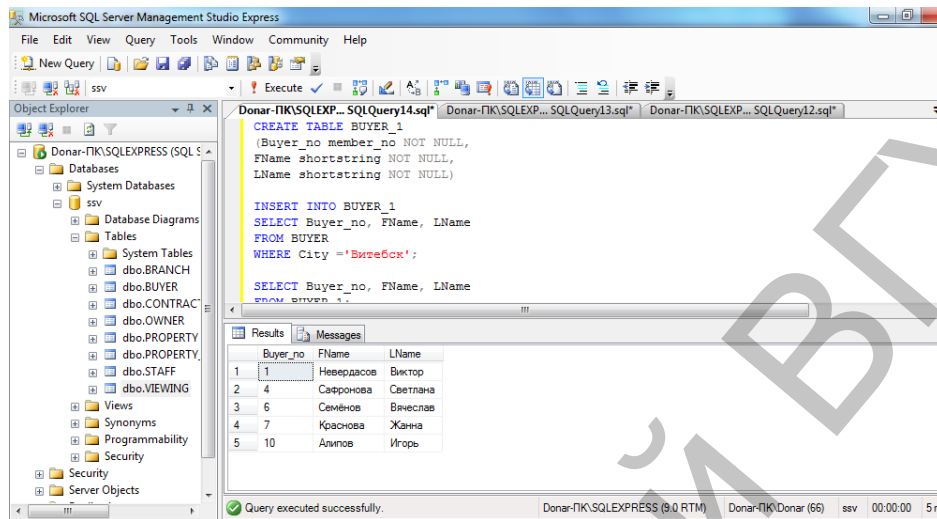 Microsoft SQL Server Management Studio Express
File Edit View Query Tools Window Community Help
New Query
ssv Execute
Object Explorer
Donar-ПК\SQLEXP... SQLQuery14.sql* Donar-ПК\SQLEXP... SQLQuery13.sql* Donar-ПК\SQLEXP... SQLQuery12.sql*
Donar-ПК\SQLEXPRESS (SQL S
Databases
System Databases
ssv
Database Diagrams
Tables
System Tables
dbo.BRANCH
dbo.BUYER
dbo.CONTRAC
dbo.OWNER
dbo.PROPERTY
dbo.PROPERTY_
dbo.STAFF
dbo.VIEWING
Views
Synonyms
Programmability
Security
Security
Server Objects
CREATE TABLE BUYER_1
(Buyer_no member_no NOT NULL,
FName shortstring NOT NULL,
LName shortstring NOT NULL)
INSERT INTO BUYER_1
SELECT Buyer_no, FName, LName
FROM BUYER
WHERE City ='Витебск';
SELECT Buyer_no, FName, LName
FROM BUYER_1;
Results Messages
Buyer_no FName LName
1 1 Невердасов Виктор
2 4 Сафронова Светлана
3 6 Семёнов Вячеслав
4 7 Краснова Жанна
5 10 Алипов Игорь
Query executed successfully. Donar-ПК\SQLEXPRESS (9.0 RTM) Donar-ПК\Donar (66) ssv 00:00:00 5
Й ВГУ